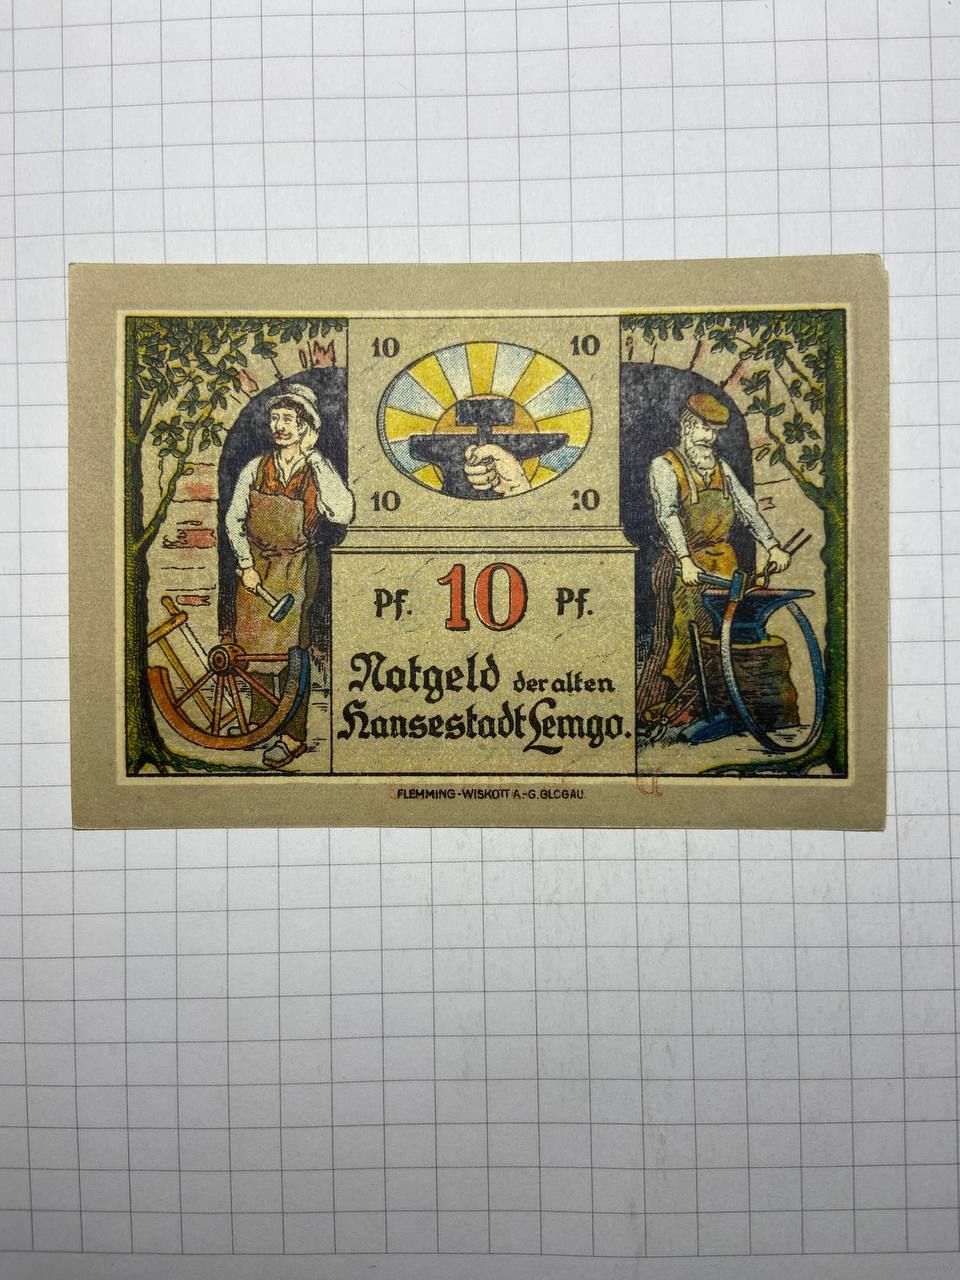 10 10
10 10
Pf. 10 Pf.
Notgeld der alten
Hansestadt Lemgo.
FLEMMING-WISKOTT A.-G. GLOGAU